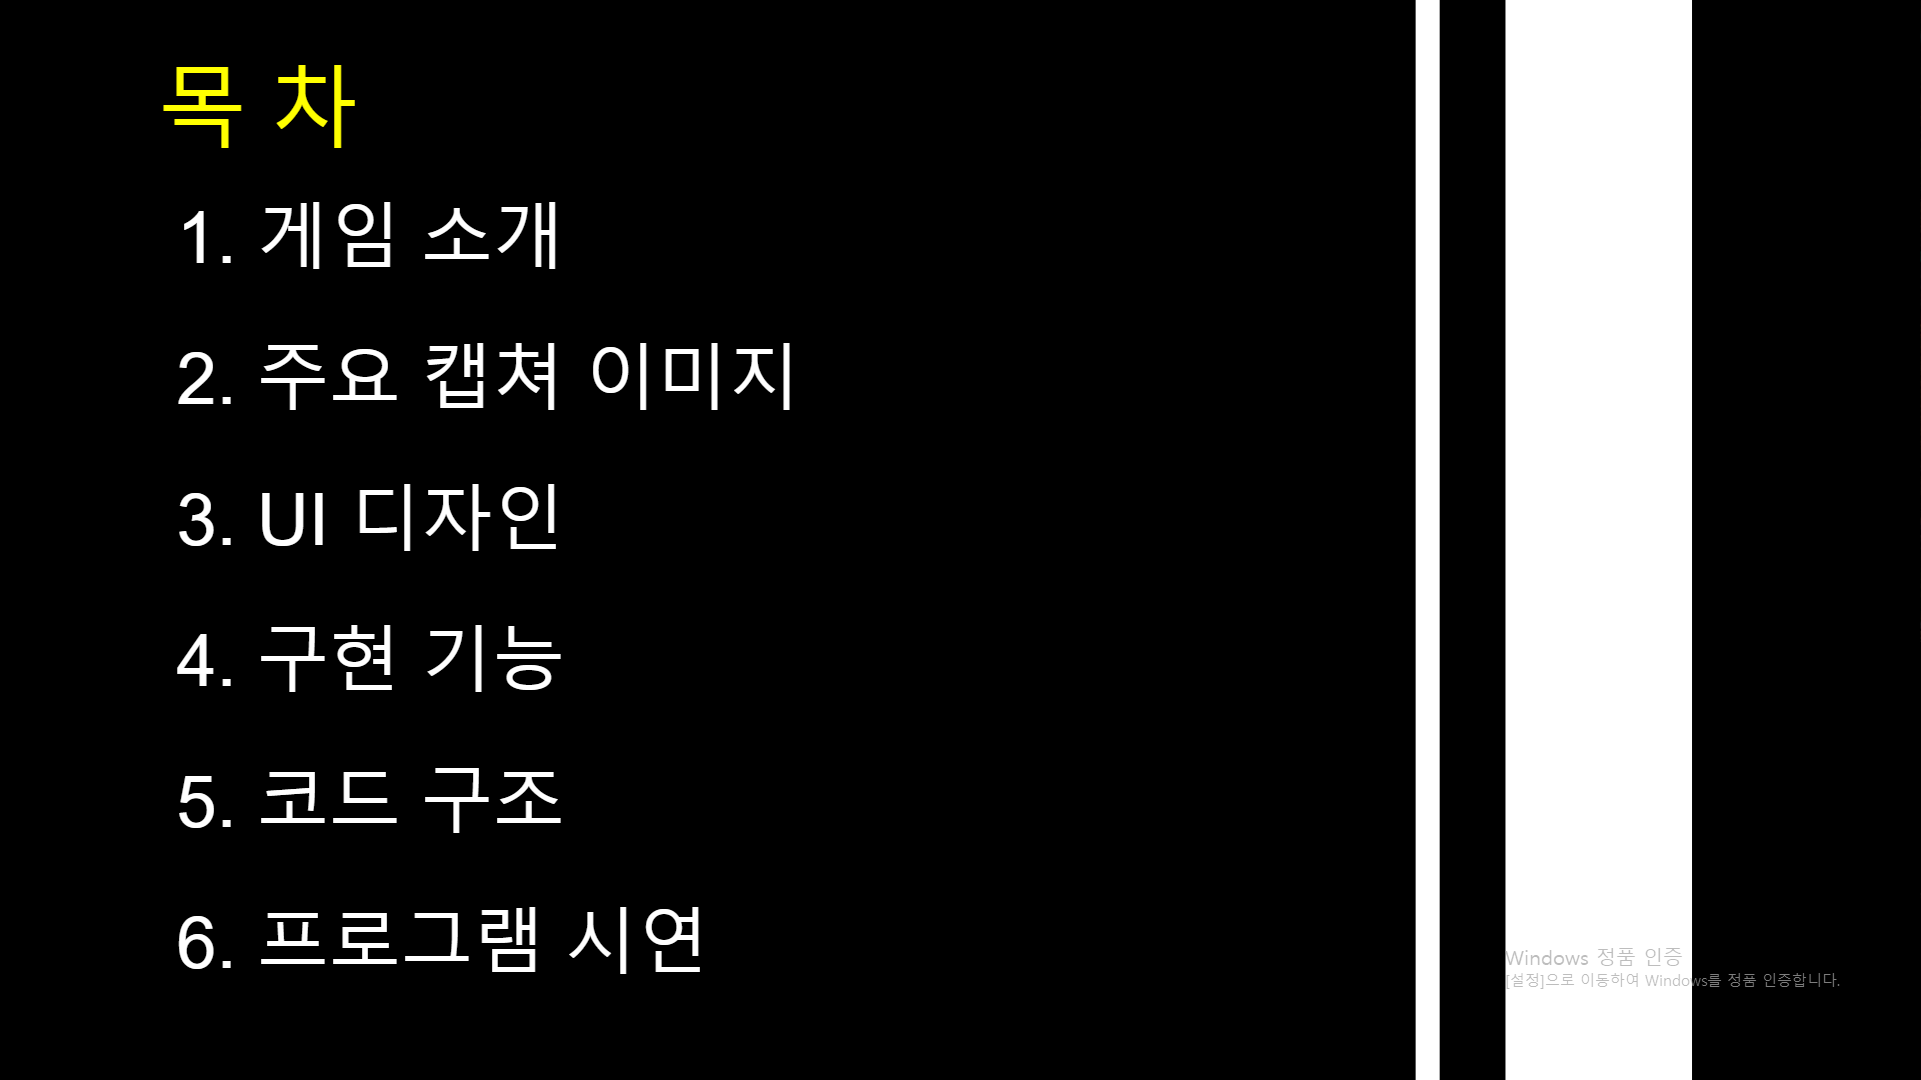 목 차
1. 게임 소개
2. 주요 캡쳐 이미지
3. UI 디자인
4. 구현 기능
5. 코드 구조
6. 프로그램 시연
Windows 정품 인증
[설정]으로 이동하여 Windows를 정품 인증합니다.